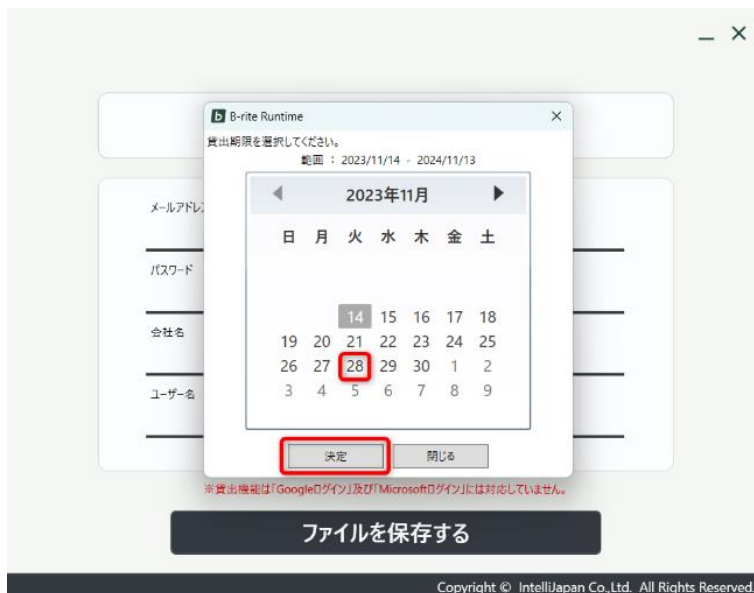 B-rite Runtime
貸出期限を選択してください。
範囲 : 2023/11/14 - 2024/11/13
2023年11月
日 月 火 水 木 金 土
14 15 16 17 18
19 20 21 22 23 24 25
26 27 28 29 30 1 2
3 4 5 6 7 8 9
決定 閉じる
メールアドレ
パスワード
会社名
ユーザー名
※貸出機能は「Googleログイン」及び「Microsoftログイン」には対応していません。
ファイルを保存する
Copyright © IntelliJapan Co.,Ltd. All Rights Reserved